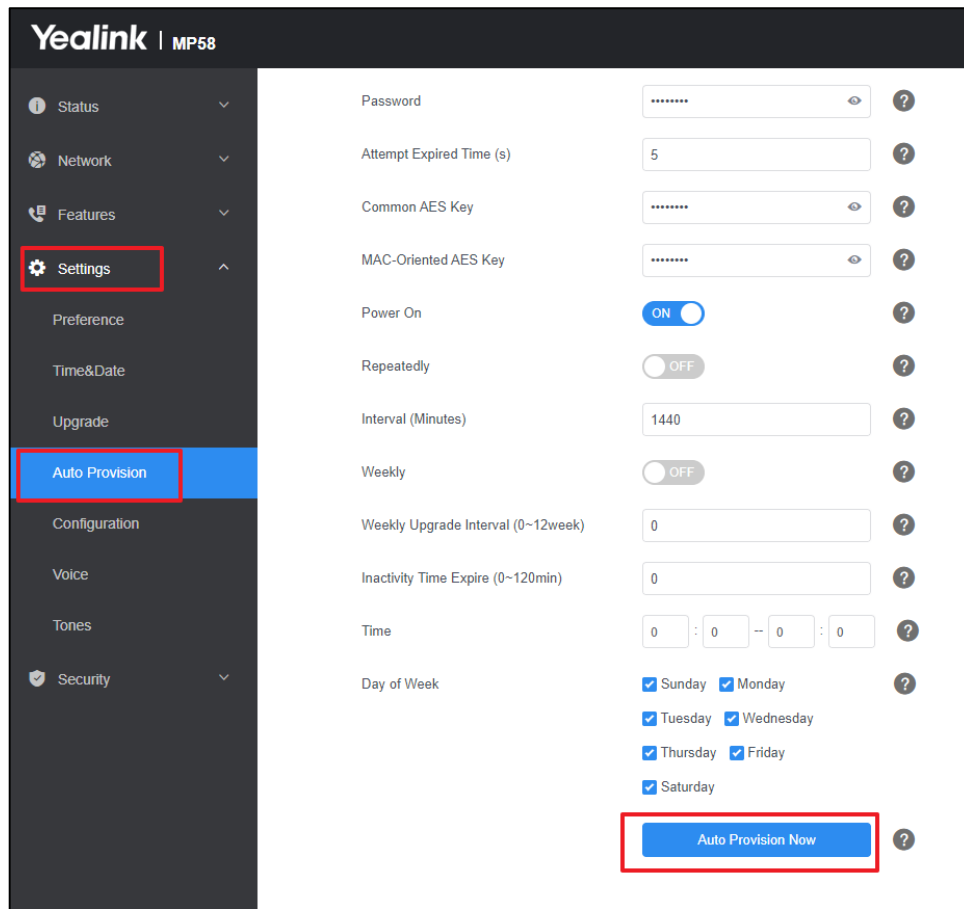 Yealink | MP58
Status
Network
Features
Settings
Preference
Time&Date
Upgrade
Auto Provision
Configuration
Voice
Tones
Security
Password ········ ?
Attempt Expired Time (s) 5 ?
Common AES Key ········ ?
MAC-Oriented AES Key ········ ?
Power On ON ?
Repeatedly OFF ?
Interval (Minutes) 1440 ?
Weekly OFF ?
Weekly Upgrade Interval (0~12week) 0 ?
Inactivity Time Expire (0~120min) 0 ?
Time 0 : 0 -- 0 : 0 ?
Day of Week Sunday Monday ?
Tuesday Wednesday
Thursday Friday
Saturday
Auto Provision Now ?